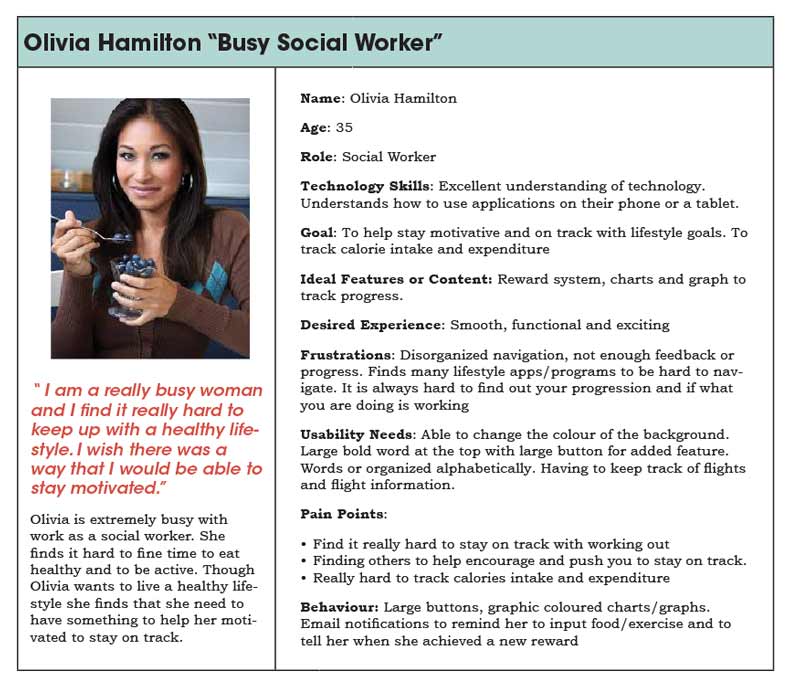 Olivia Hamilton “Busy Social Worker”
“ I am a really busy woman
and I find it really hard to
keep up with a healthy life-
style. I wish there was a
way that I would be able to
stay motivated.”
Olivia is extremely busy with
work as a social worker. She
finds it hard to fine time to eat
healthy and to be active. Though
Olivia wants to live a healthy life-
style she finds that she need to
have something to help her moti-
vated to stay on track.
Name: Olivia Hamilton
Age: 35
Role: Social Worker
Technology Skills: Excellent understanding of technology.
Understands how to use applications on their phone or a tablet.
Goal: To help stay motivative and on track with lifestyle goals. To
track calorie intake and expenditure
Ideal Features or Content: Reward system, charts and graph to
track progress.
Desired Experience: Smooth, functional and exciting
Frustrations: Disorganized navigation, not enough feedback or
progress. Finds many lifestyle apps/programs to be hard to nav-
igate. It is always hard to find out your progression and if what
you are doing is working
Usability Needs: Able to change the colour of the background.
Large bold word at the top with large button for added feature.
Words or organized alphabetically. Having to keep track of flights
and flight information.
Pain Points:
• Find it really hard to stay on track with working out
• Finding others to help encourage and push you to stay on track.
• Really hard to track calories intake and expenditure
Behaviour: Large buttons, graphic coloured charts/graphs.
Email notifications to remind her to input food/exercise and to
tell her when she achieved a new reward